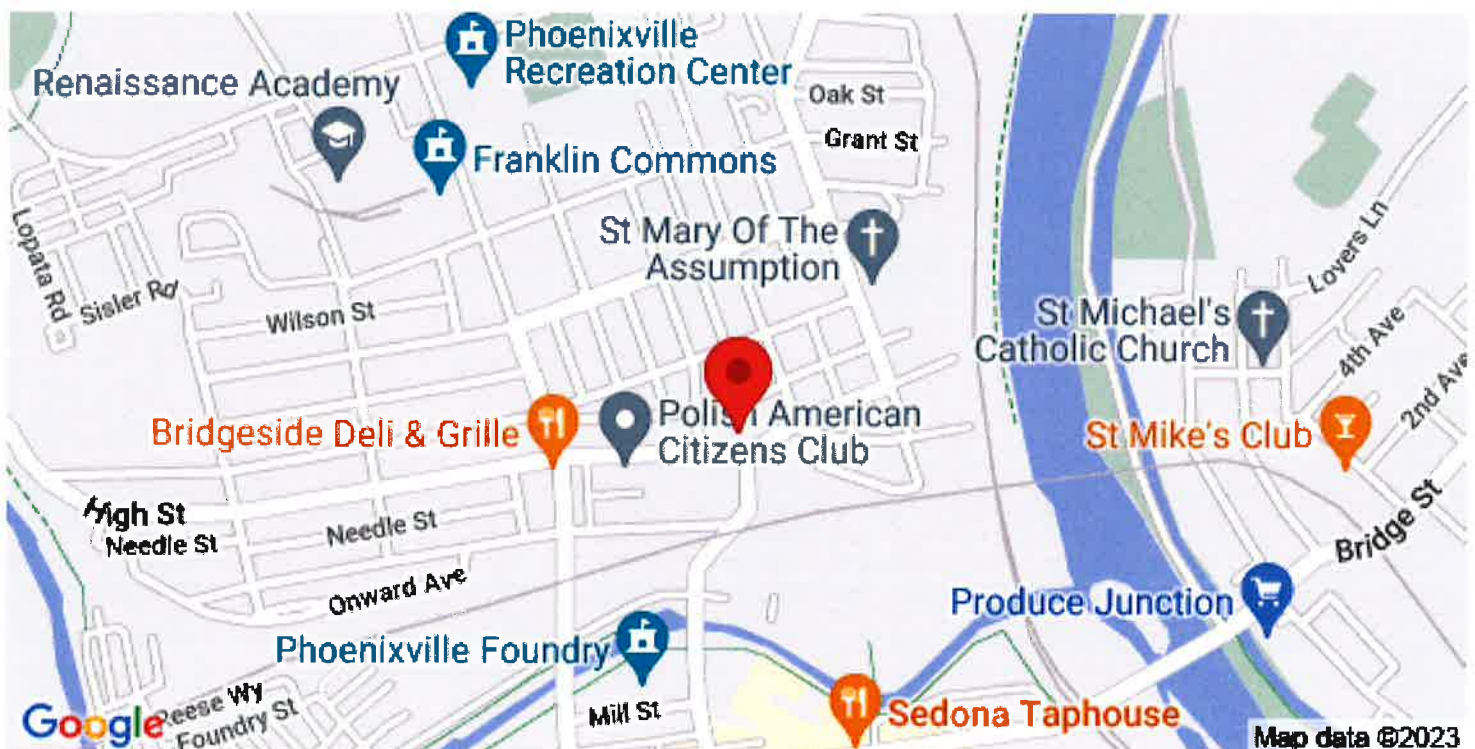 Phoenixville
Recreation Center
Renaissance Academy
Oak St
Grant St
Franklin Commons
Lopata Rd
St Mary Of The
Assumption
Lovers Ln
Sisler Rd
Wilson St
St Michael's
Catholic Church
4th Ave
2nd Ave
Bridgeside Deli & Grille
Polish American
Citizens Club
St Mike's Club
High St
Needle St
Needle St
Bridge St
Onward Ave
Produce Junction
Phoenixville Foundry
Reese Wy
Foundry St
Mill St
Sedona Taphouse
Google
Map data ©2023